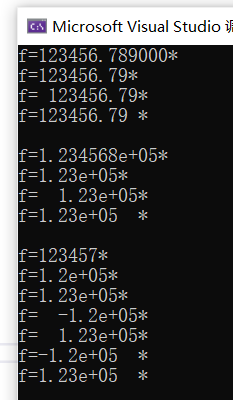 Microsoft Visual Studio 调
f=123456.789000*
f=123456.79*
f= 123456.79*
f=123456.79 *
f=1.234568e+05*
f=1.23e+05*
f=  1.23e+05*
f=1.23e+05  *
f=123457*
f=1.2e+05*
f=1.23e+05*
f=  -1.2e+05*
f=  1.23e+05*
f=-1.2e+05  *
f=1.23e+05  *